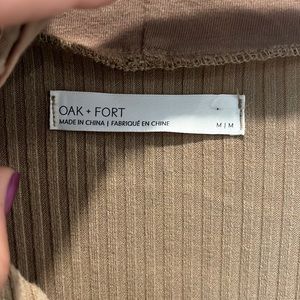 OAK + FORT
MADE IN CHINA | FABRIQUÉ EN CHINE
M | M